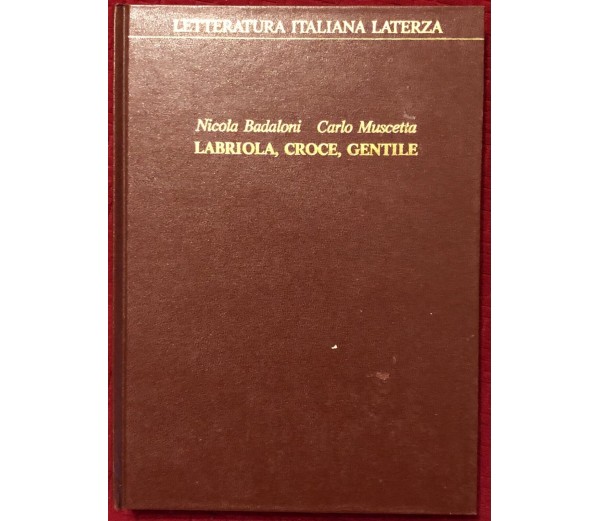 LETTERATURA ITALIANA LATERZA
Nicola Badaloni Carlo Muscetta
LABRIOLA, CROCE, GENTILE